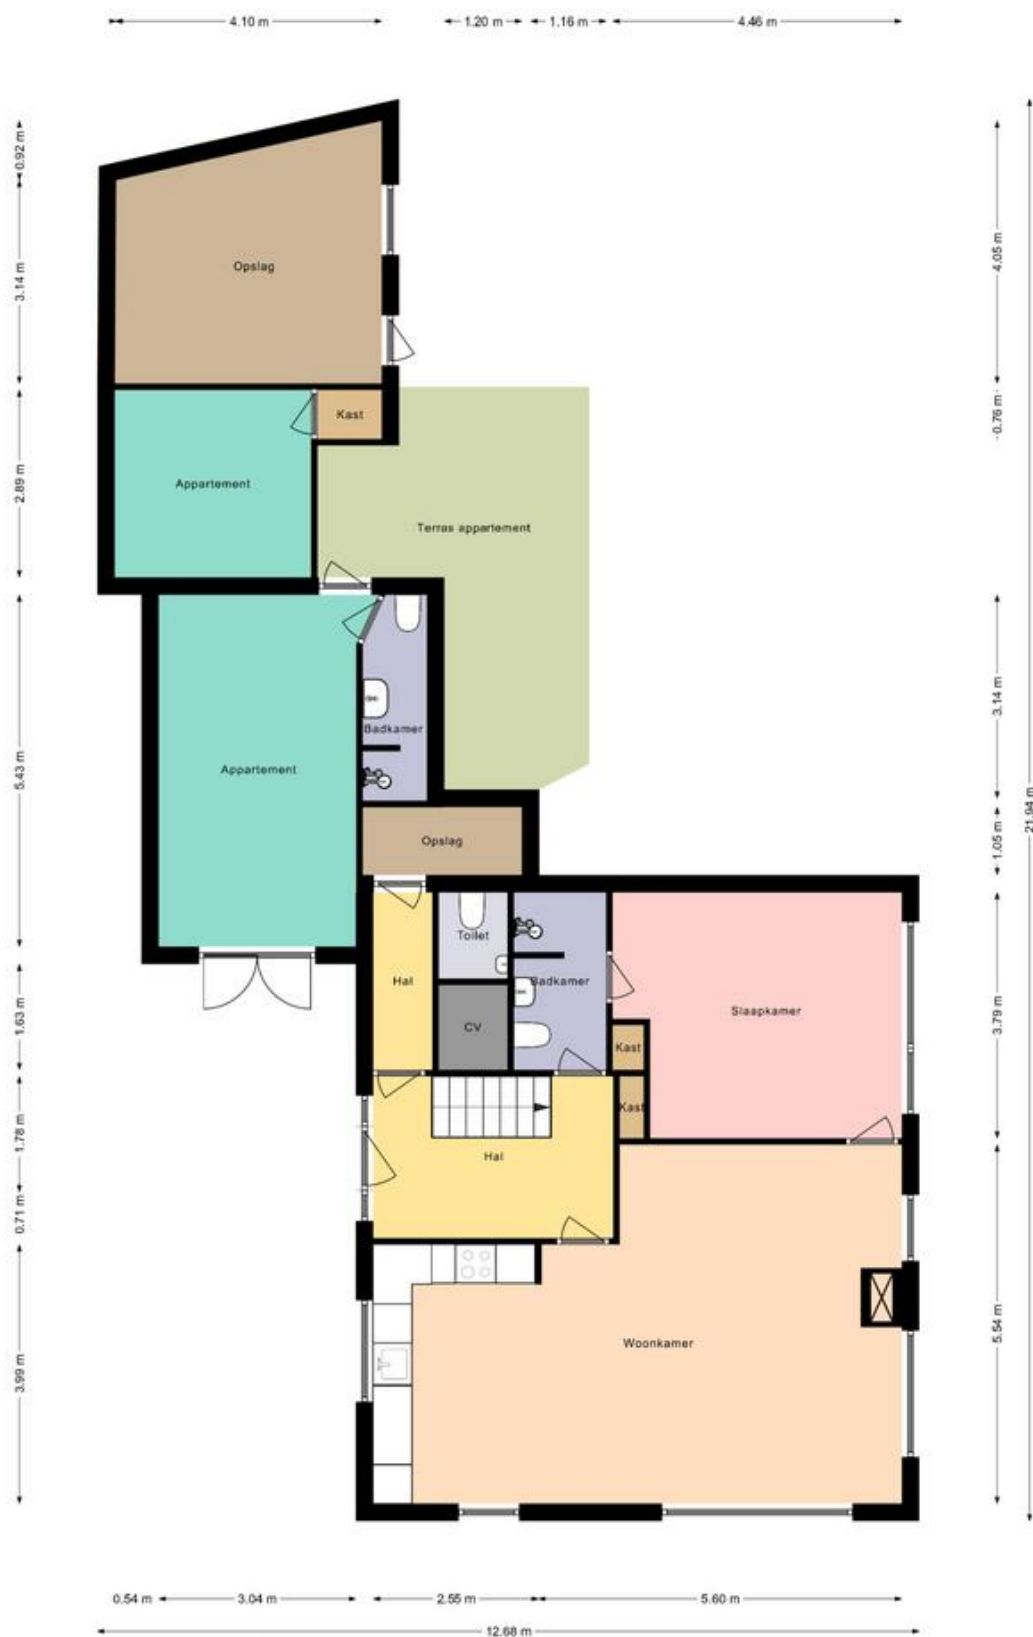 4.10 m
1.20 m
1.16 m
4.46 m
0.92 m
3.14 m
4.05 m
Opslag
Kast
0.76 m
2.89 m
Appartement
Terras appartement
3.14 m
5.43 m
Badkamer
Appartement
21.94 m
1.05 m
Opslag
Toilet
Hal
Badkamer
Slaapkamer
3.79 m
1.63 m
CV
Kast
Kast
1.78 m
Hal
0.71 m
5.54 m
Woonkamer
3.99 m
0.54 m
3.04 m
2.55 m
5.60 m
12.68 m